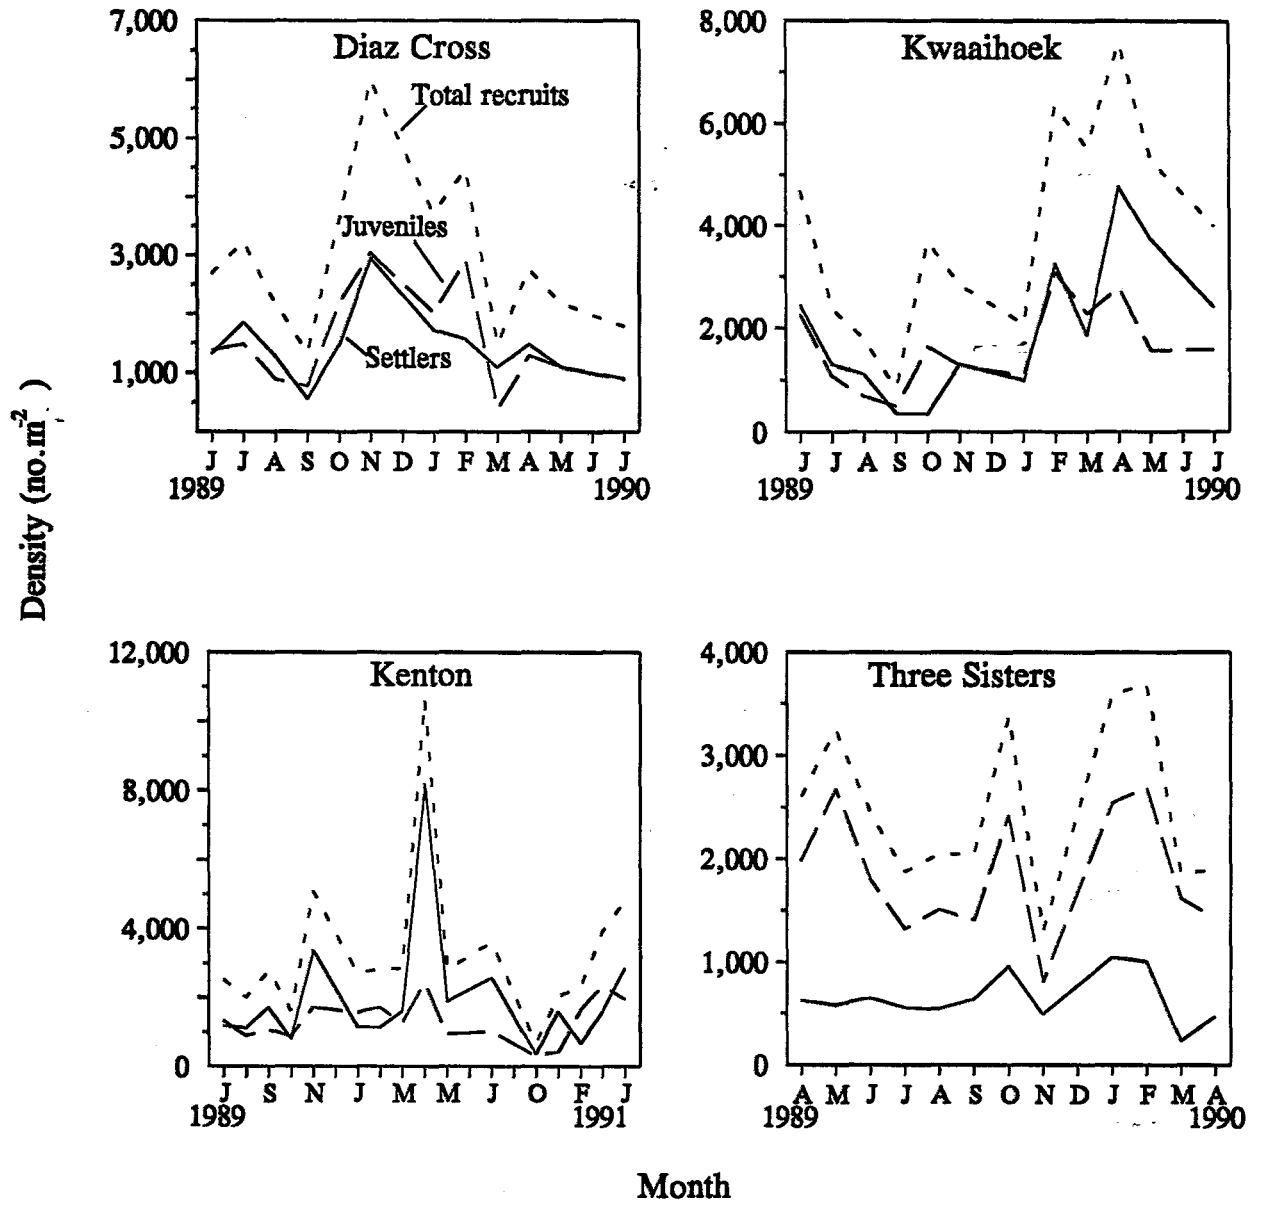 Density (no.m-2)
Diaz Cross
7,000
5,000
3,000
1,000
Total recruits
Juveniles
Settlers
J J A S O N D J F M A M J J
1989 1990
Kwaaihoek
8,000
6,000
4,000
2,000
0
J J A S O N D J F M A M J J
1989 1990
Kenton
12,000
8,000
4,000
0
J S N J M M J O F J
1989 1991
Three Sisters
4,000
3,000
2,000
1,000
0
A M J J A S O N D J F M A
1989 1990
Month